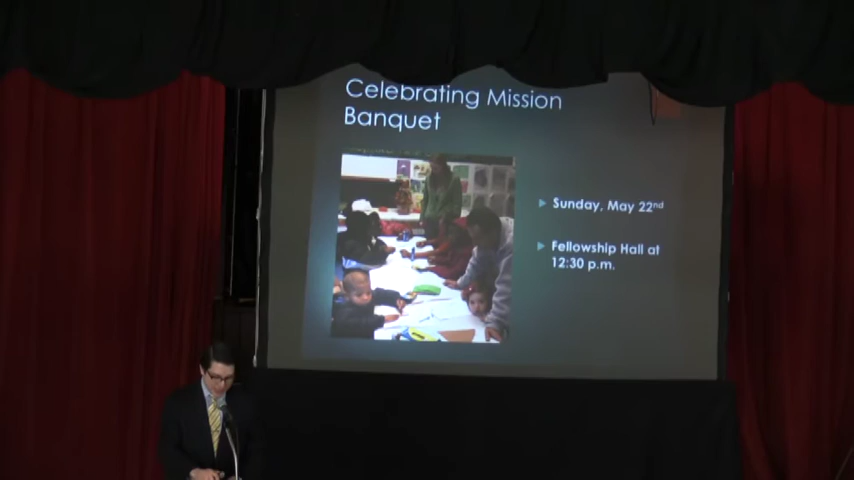 Celebrating Mission
Banquet
Sunday, May 22nd
Fellowship Hall at
12:30 p.m.